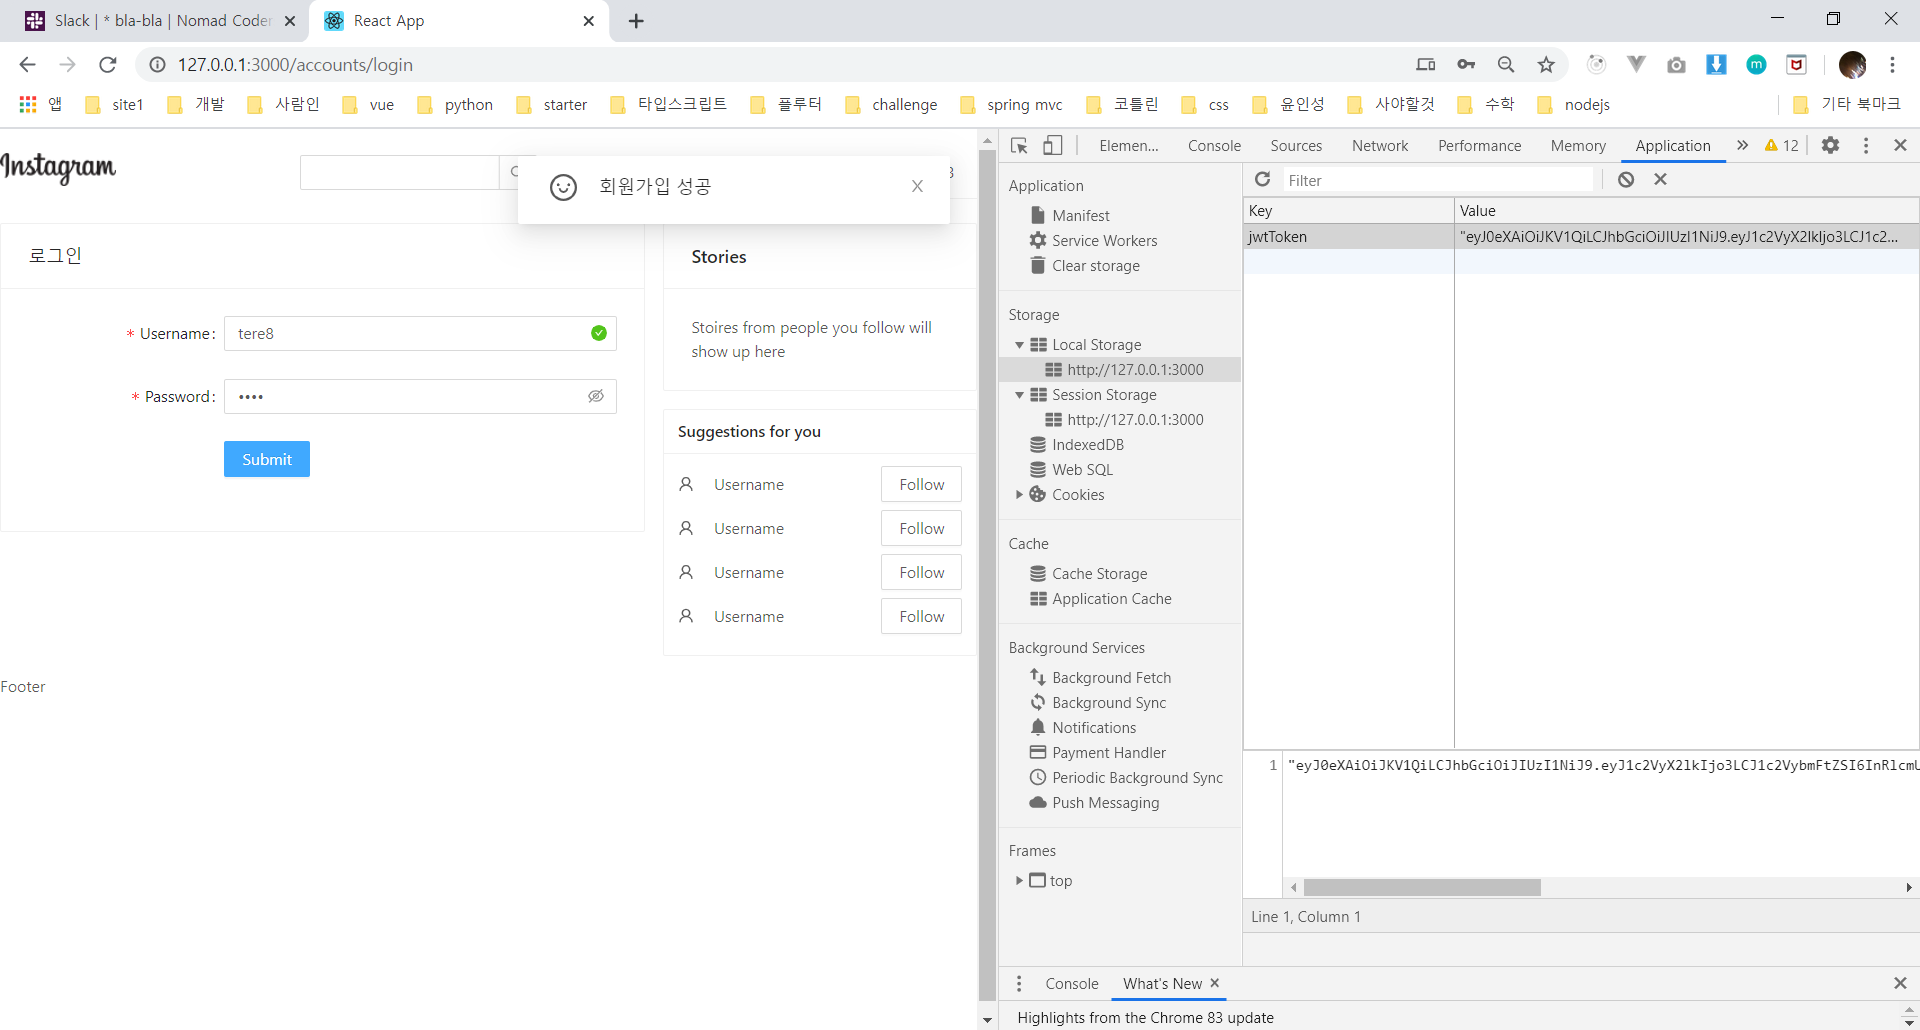 Slack | * bla-bla | Nomad Coder
React App
127.0.0.1:3000/accounts/login
앱
site1
개발
사람인
vue
python
starter
타입스크립트
플루터
challenge
spring mvc
코틀린
css
윤인성
사야할것
수학
nodejs
기타 북마크
Instagram
회원가입 성공
로그인
* Username:
tere8
* Password:
••••
Submit
Stories
Stoires from people you follow will
show up here
Suggestions for you
Username
Follow
Username
Follow
Username
Follow
Username
Follow
Footer
Elemen...
Console
Sources
Network
Performance
Memory
Application
12
Application
Manifest
Service Workers
Clear storage
Storage
Local Storage
http://127.0.0.1:3000
Session Storage
http://127.0.0.1:3000
IndexedDB
Web SQL
Cookies
Cache
Cache Storage
Application Cache
Background Services
Background Fetch
Background Sync
Notifications
Payment Handler
Periodic Background Sync
Push Messaging
Frames
top
Filter
Key
Value
jwtToken
"eyJ0eXAiOiJKV1QiLCJhbGciOiJIUzI1NiJ9.eyJ1c2VyX2lkIjo3LCJ1c2...
1
"eyJ0eXAiOiJKV1QiLCJhbGciOiJIUzI1NiJ9.eyJ1c2VyX2lkIjo3LCJ1c2VybmFtZSI6InRlcmU
Line 1, Column 1
Console
What's New
Highlights from the Chrome 83 update